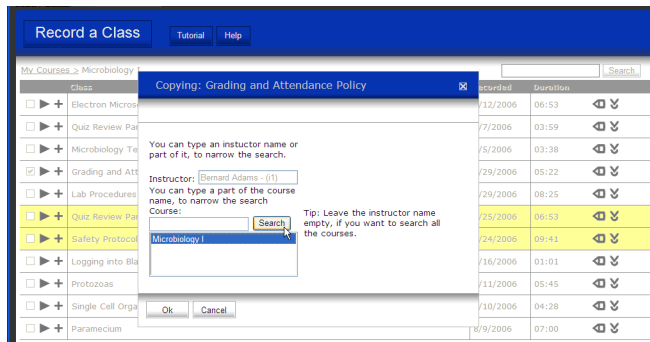 Record a Class
Tutorial
Help
My Courses > Microbiology I
Search
Class
Recorded
Duration
Copying: Grading and Attendance Policy
Electron Micros
/12/2006
06:53
Quiz Review Par
/7/2006
03:59
Microbiology Te
/5/2006
03:38
Grading and Att
/29/2006
05:22
Lab Procedures
/29/2006
08:25
Quiz Review Par
/25/2006
06:53
Safety Protocol
/24/2006
09:41
Logging into Bla
/16/2006
01:01
Protozoas
/11/2006
05:45
Single Cell Orga
/10/2006
04:28
Paramecium
8/9/2006
07:00
You can type an instuctor name or
part of it, to narrow the search.
Instructor: Bernard Adams - (i1)
You can type a part of the course
name, to narrow the search
Course:
Search
Microbiology I
Tip: Leave the instructor name
empty, if you want to search all
the courses.
Ok
Cancel